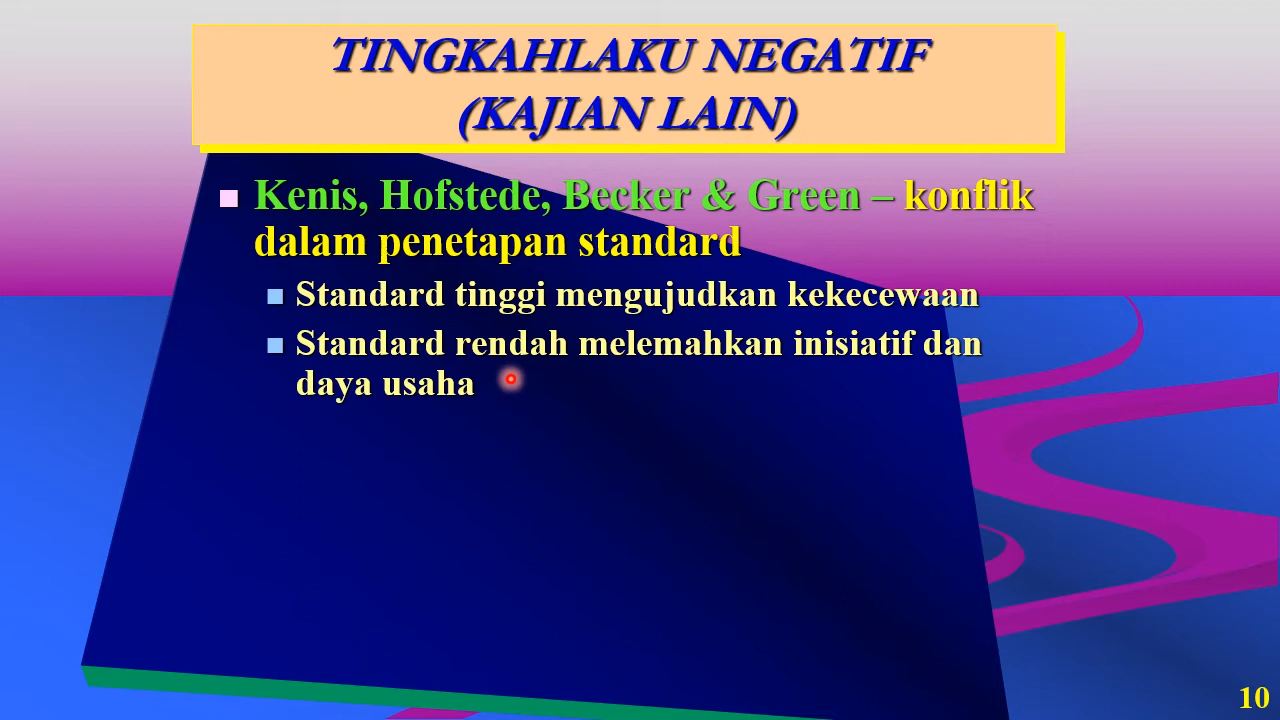 TINGKAHLAKU NEGATIF
(KAJIAN LAIN)
Kenis, Hofstede, Becker & Green – konflik
dalam penetapan standard
Standard tinggi mengujudkan kekecewaan
Standard rendah melemahkan inisiatif dan
daya usaha
10